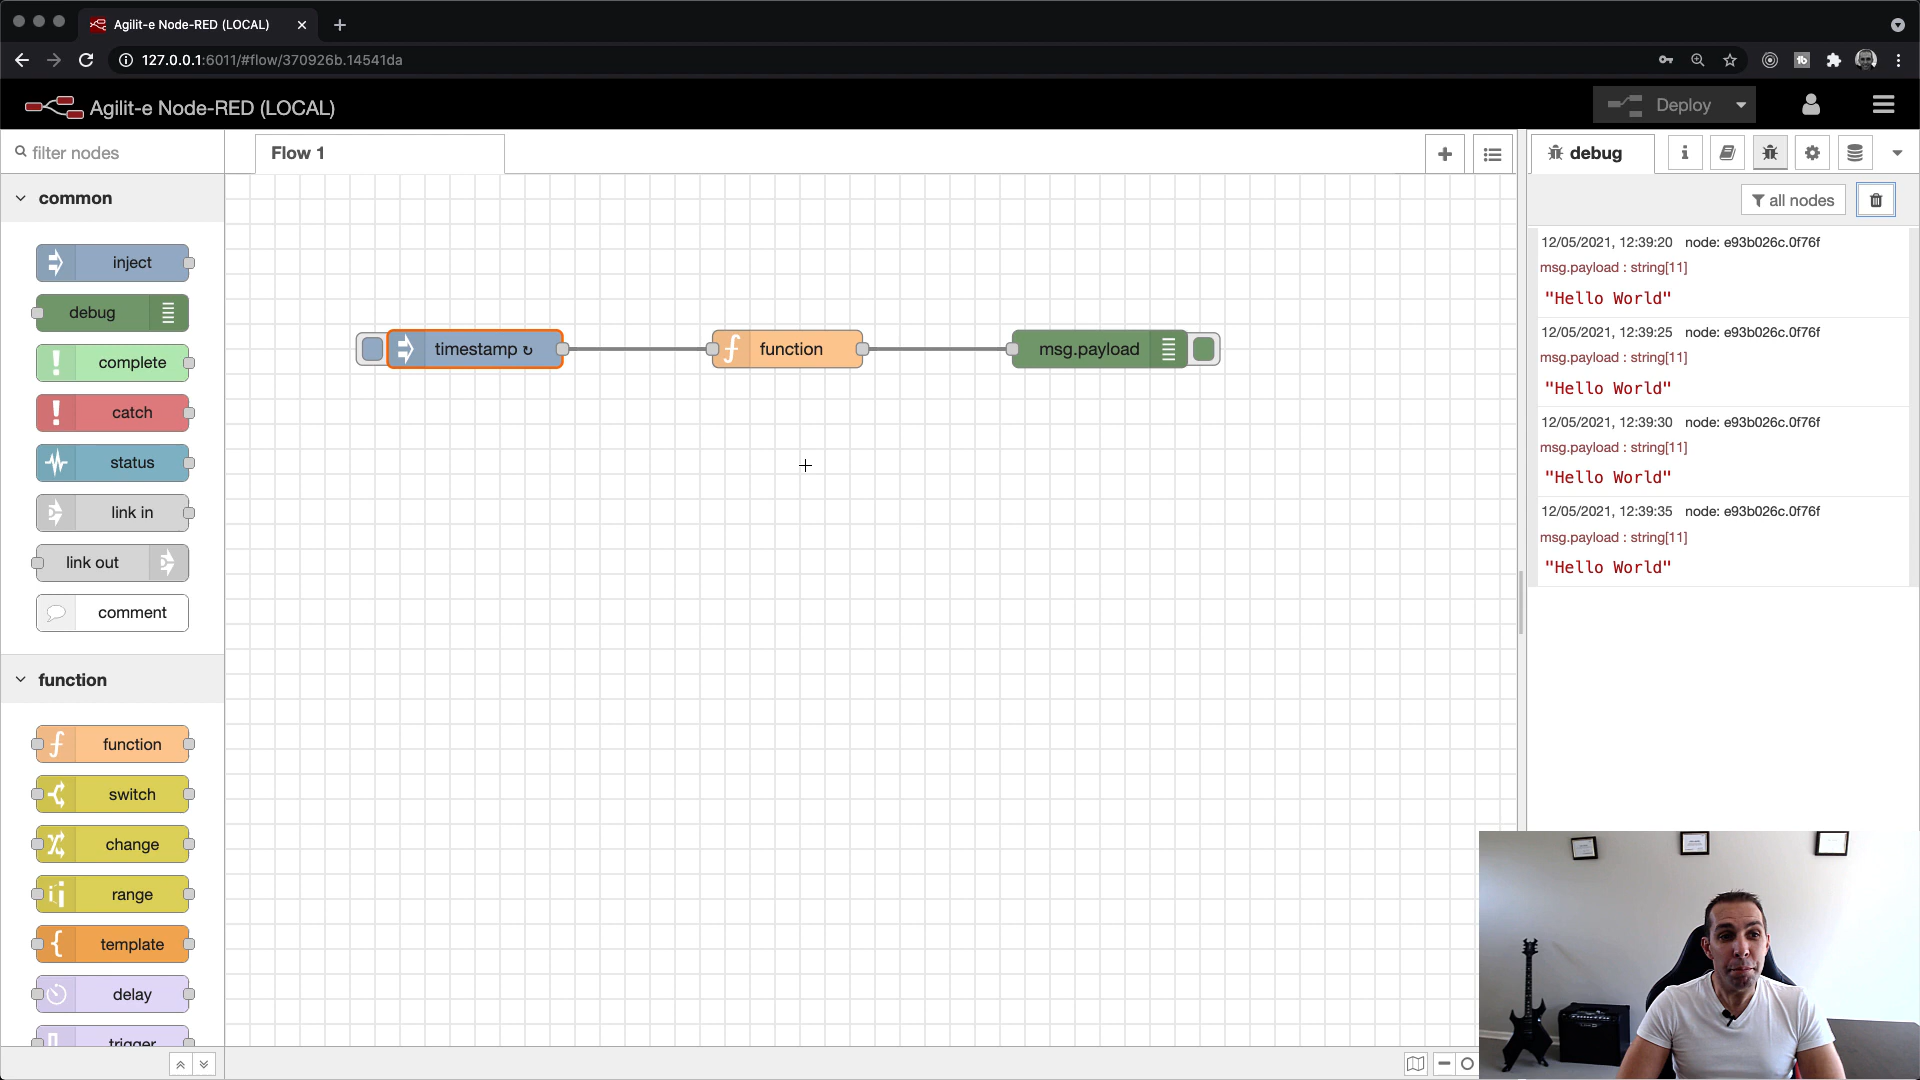 Agilit-e Node-RED (LOCAL)
127.0.0.1:6011/#flow/370926b.14541da
Agilit-e Node-RED (LOCAL)
Deploy
filter nodes
Flow 1
debug
all nodes
common
inject
debug
complete
catch
status
link in
link out
comment
function
function
switch
change
range
template
delay
trigger
timestamp ↻
function
msg.payload
12/05/2021, 12:39:20 node: e93b026c.0f76f
msg.payload : string[11]
"Hello World"
12/05/2021, 12:39:25 node: e93b026c.0f76f
msg.payload : string[11]
"Hello World"
12/05/2021, 12:39:30 node: e93b026c.0f76f
msg.payload : string[11]
"Hello World"
12/05/2021, 12:39:35 node: e93b026c.0f76f
msg.payload : string[11]
"Hello World"